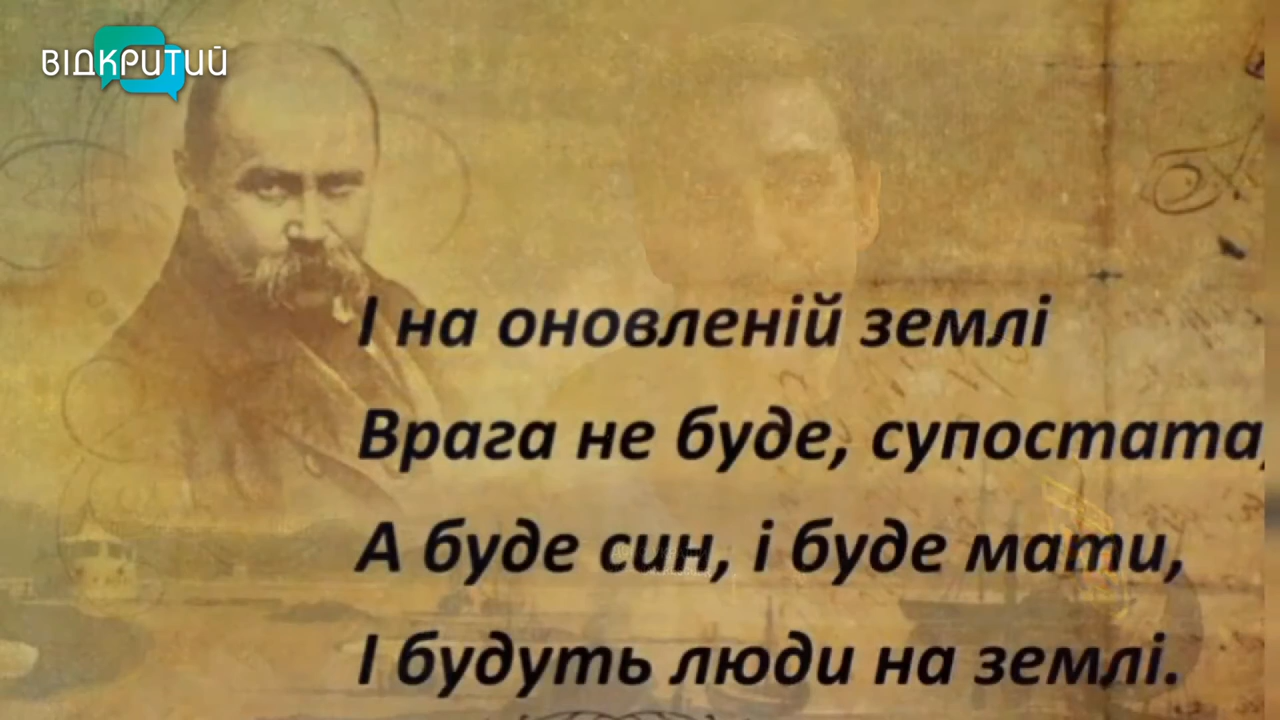 ВІДКРИТИЙ
І на оновленій землі
Врага не буде, супостата,
А буде син, і буде мати,
І будуть люди на землі.